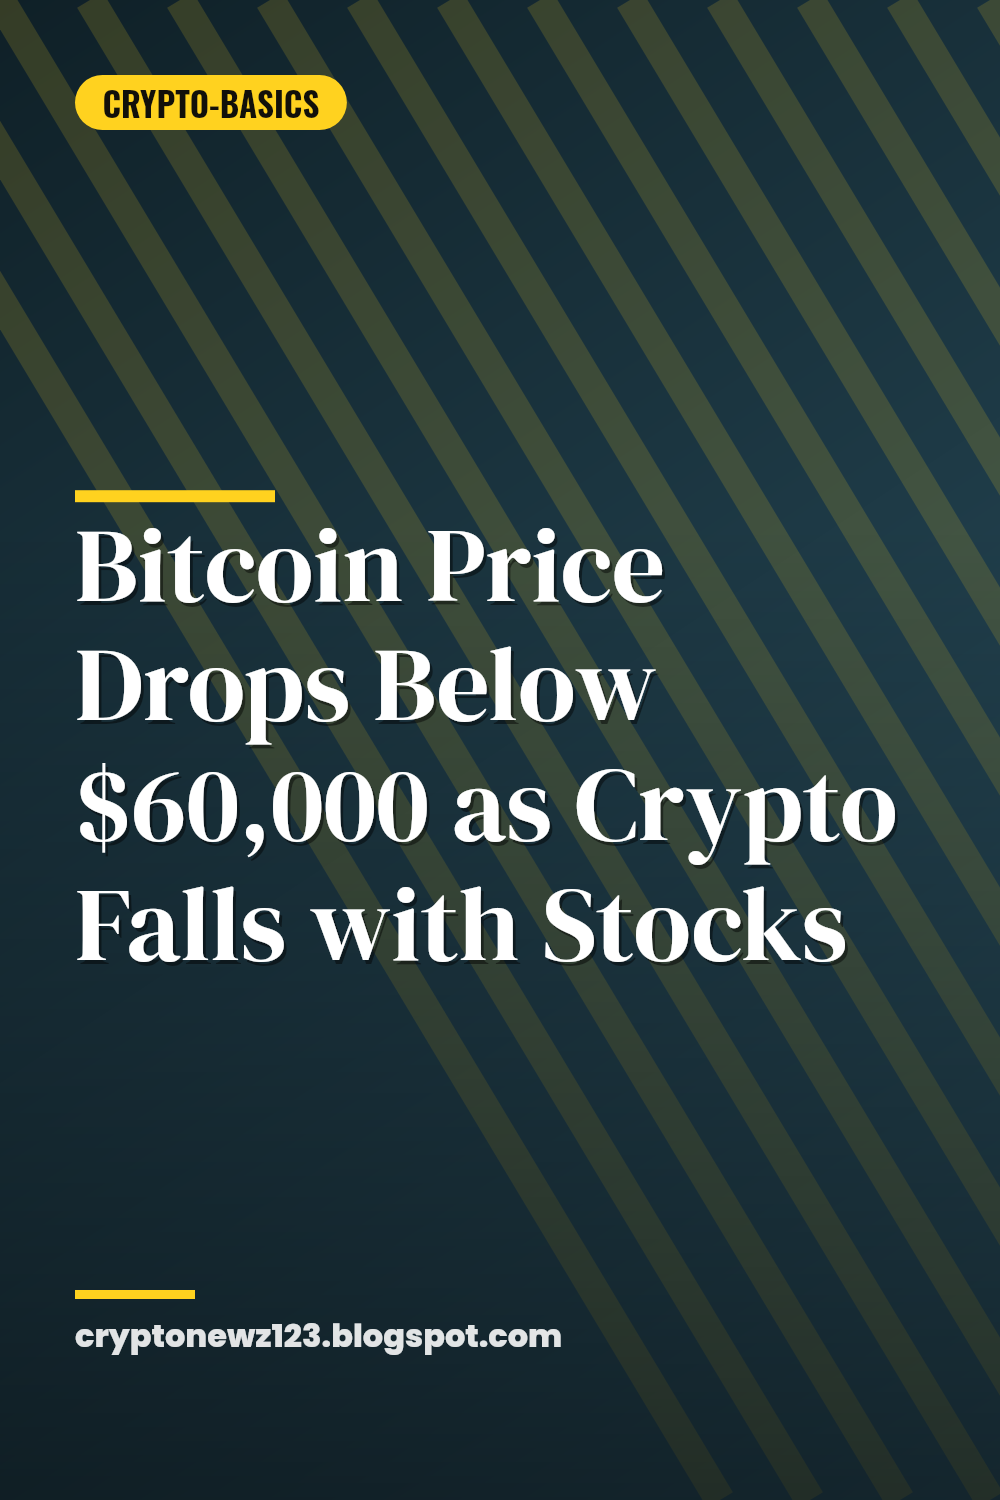 CRYPTO-BASICS
Bitcoin Price
Drops Below
$60,000 as Crypto
Falls with Stocks
cryptonewz123.blogspot.com